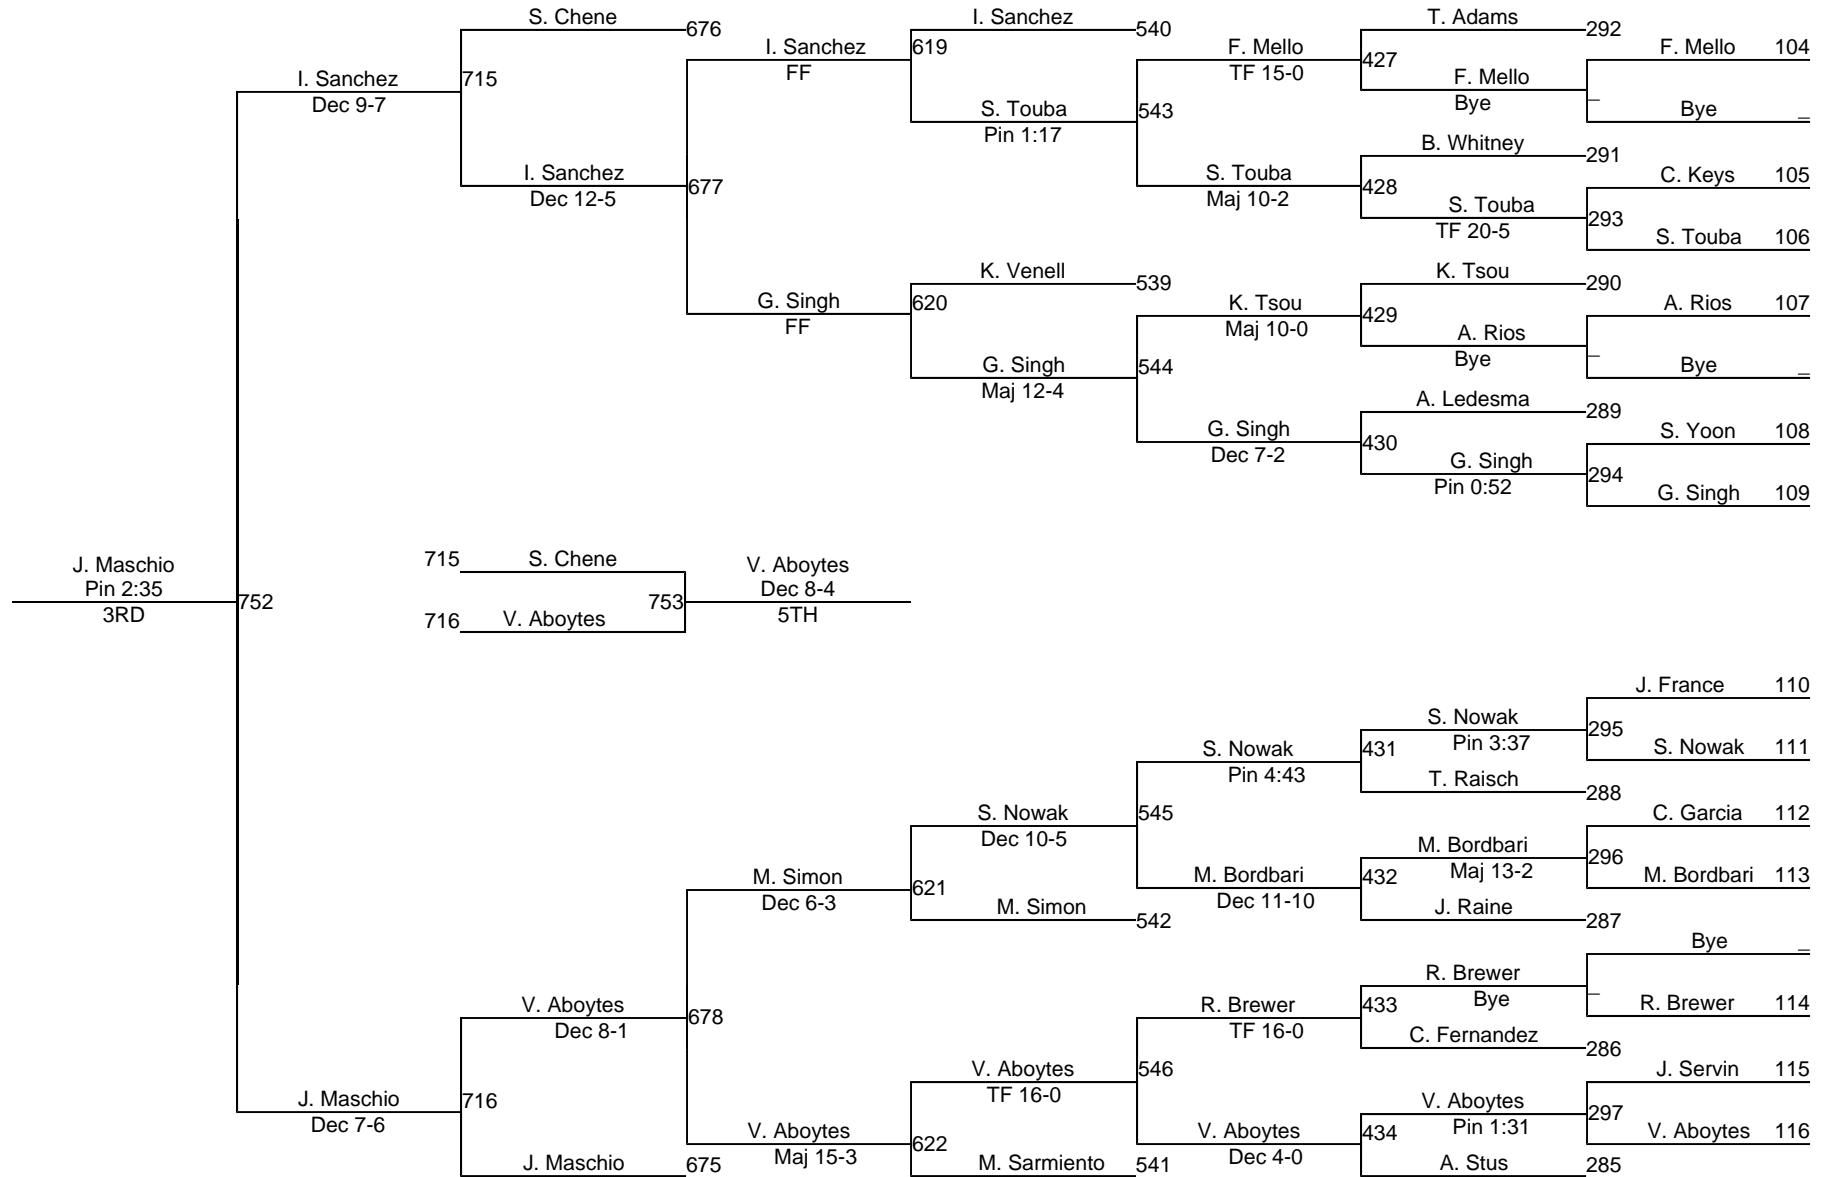 S. Chene
676
I. Sanchez
Dec 9-7
715
I. Sanchez
Dec 12-5
677
I. Sanchez
FF
619
I. Sanchez
540
S. Touba
Pin 1:17
543
F. Mello
TF 15-0
427
T. Adams
292
F. Mello
Bye
_
F. Mello 104
Bye _
S. Touba
Maj 10-2
428
B. Whitney
291
S. Touba
TF 20-5
293
C. Keys 105
S. Touba 106
G. Singh
FF
620
K. Venell
539
G. Singh
Maj 12-4
544
K. Tsou
Maj 10-0
429
K. Tsou
290
A. Rios
Bye
_
A. Rios 107
Bye _
G. Singh
Dec 7-2
430
A. Ledesma
289
G. Singh
Pin 0:52
294
S. Yoon 108
G. Singh 109
J. Maschio
Pin 2:35
3RD
752
715 S. Chene
716 V. Aboytes
753
V. Aboytes
Dec 8-4
5TH
J. France 110
S. Nowak 111
295
S. Nowak
Pin 3:37
431
T. Raisch
288
S. Nowak
Pin 4:43
545
S. Nowak
Dec 10-5
C. Garcia 112
M. Bordbari 113
296
M. Bordbari
Maj 13-2
432
J. Raine
287
M. Bordbari
Dec 11-10
621
M. Simon
Dec 6-3
M. Simon
542
Bye _
R. Brewer 114
_
R. Brewer
Bye
433
C. Fernandez
286
R. Brewer
TF 16-0
546
V. Aboytes
TF 16-0
J. Servin 115
V. Aboytes 116
297
V. Aboytes
Pin 1:31
434
A. Stus
285
V. Aboytes
Dec 4-0
622
V. Aboytes
Maj 15-3
M. Sarmiento
541
678
V. Aboytes
Dec 8-1
716
J. Maschio
Dec 7-6
J. Maschio
675